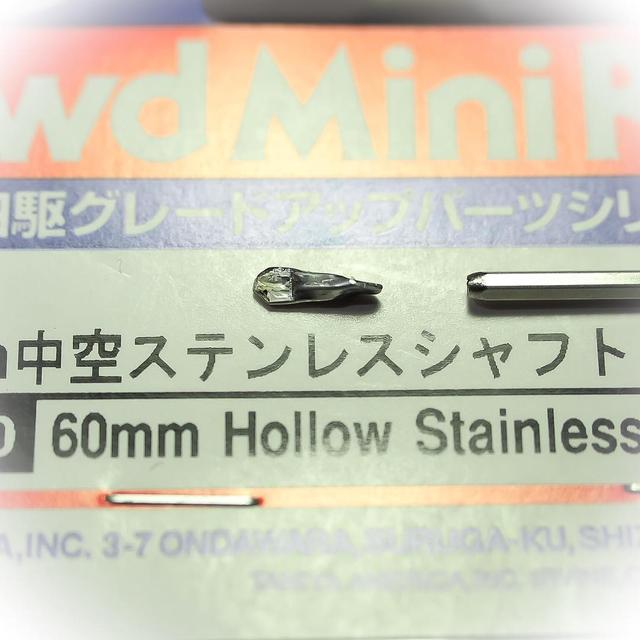 wd Mini R
駆グレードアップパーツシリ
中空ステンレスシャフト
60mm Hollow Stainless
A, INC. 3-7 ONDAWARA, SURUGA-KU, SHI